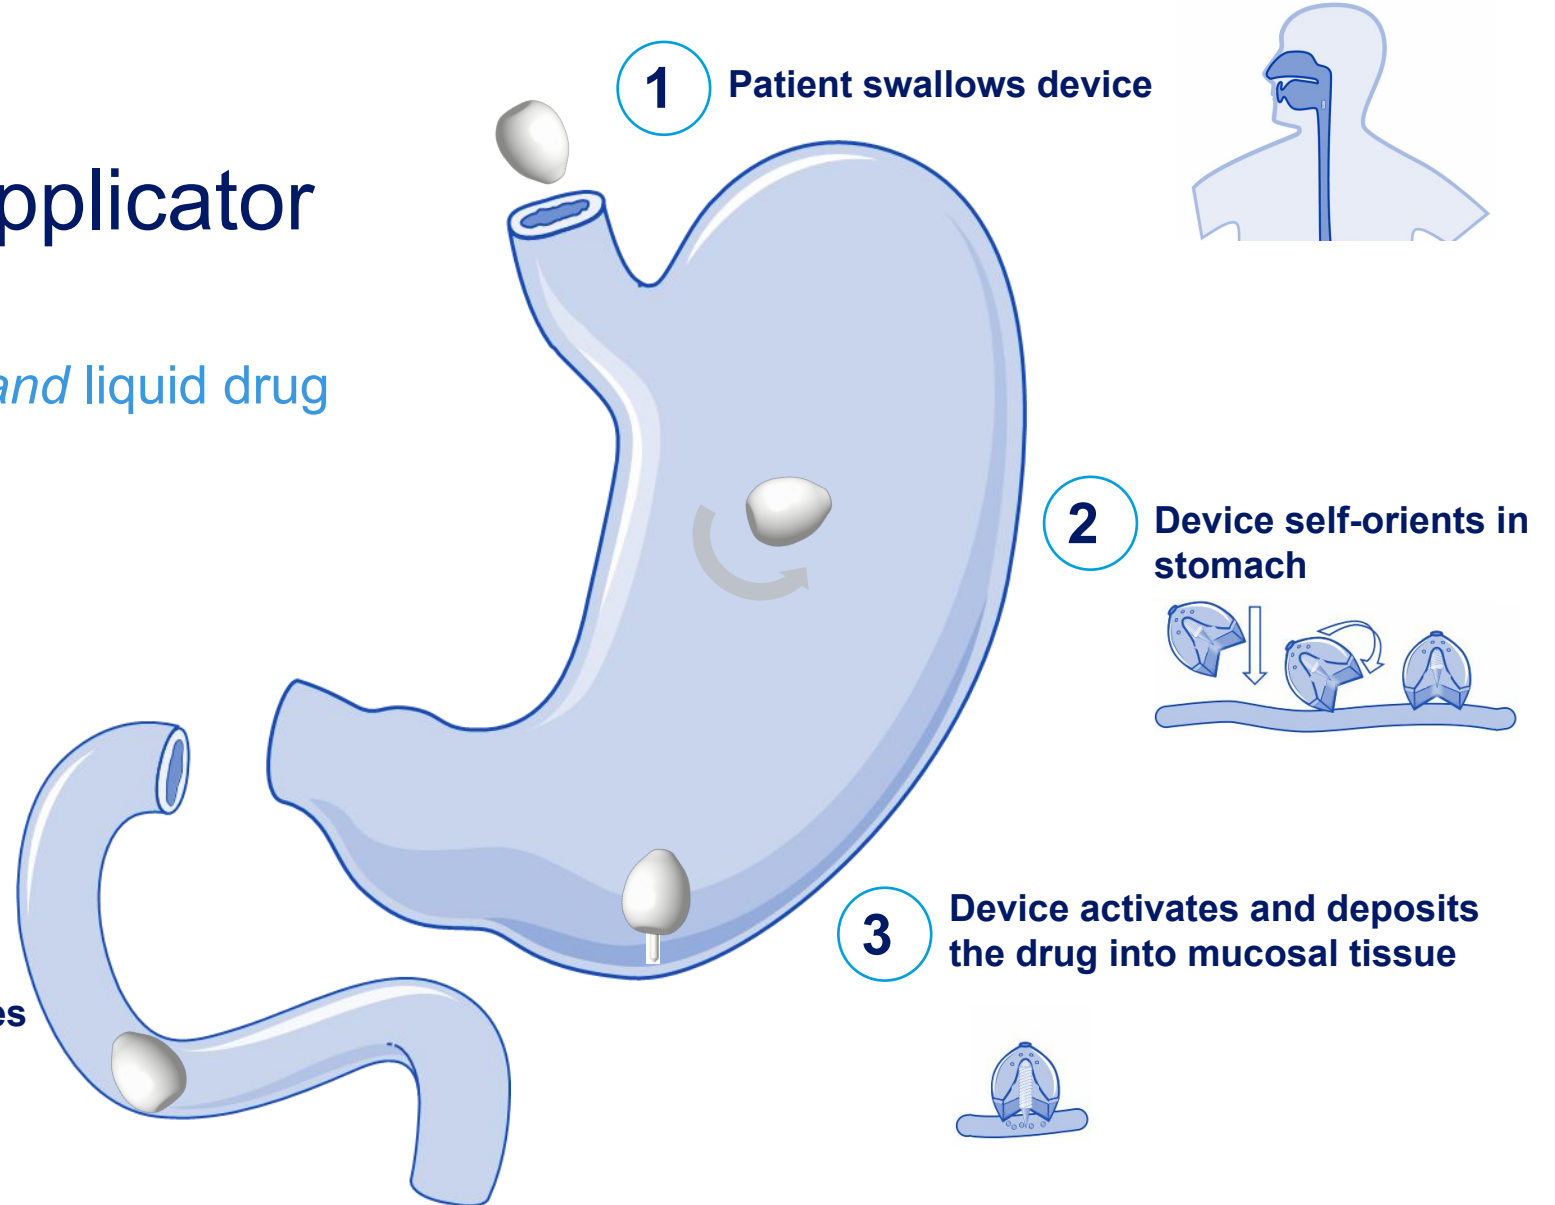 1 Patient swallows device
pplicator
and liquid drug
2 Device self-orients in
stomach
3 Device activates and deposits
the drug into mucosal tissue
es